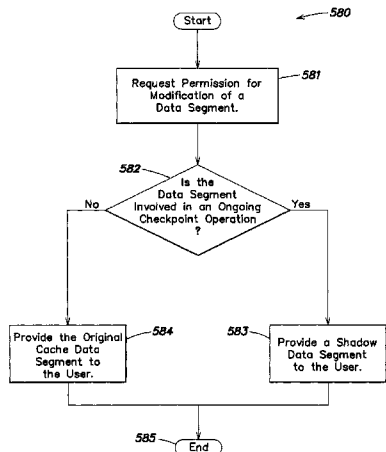 Start
580
Request Permission for
Modification of a
Data Segment.
581
582
Is the
Data Segment
Involved in an Ongoing
Checkpoint Operation
?
No
Yes
Provide the Original
Cache Data
Segment to
the User.
584
Provide a Shadow
Data Segment
to the User.
583
585
End